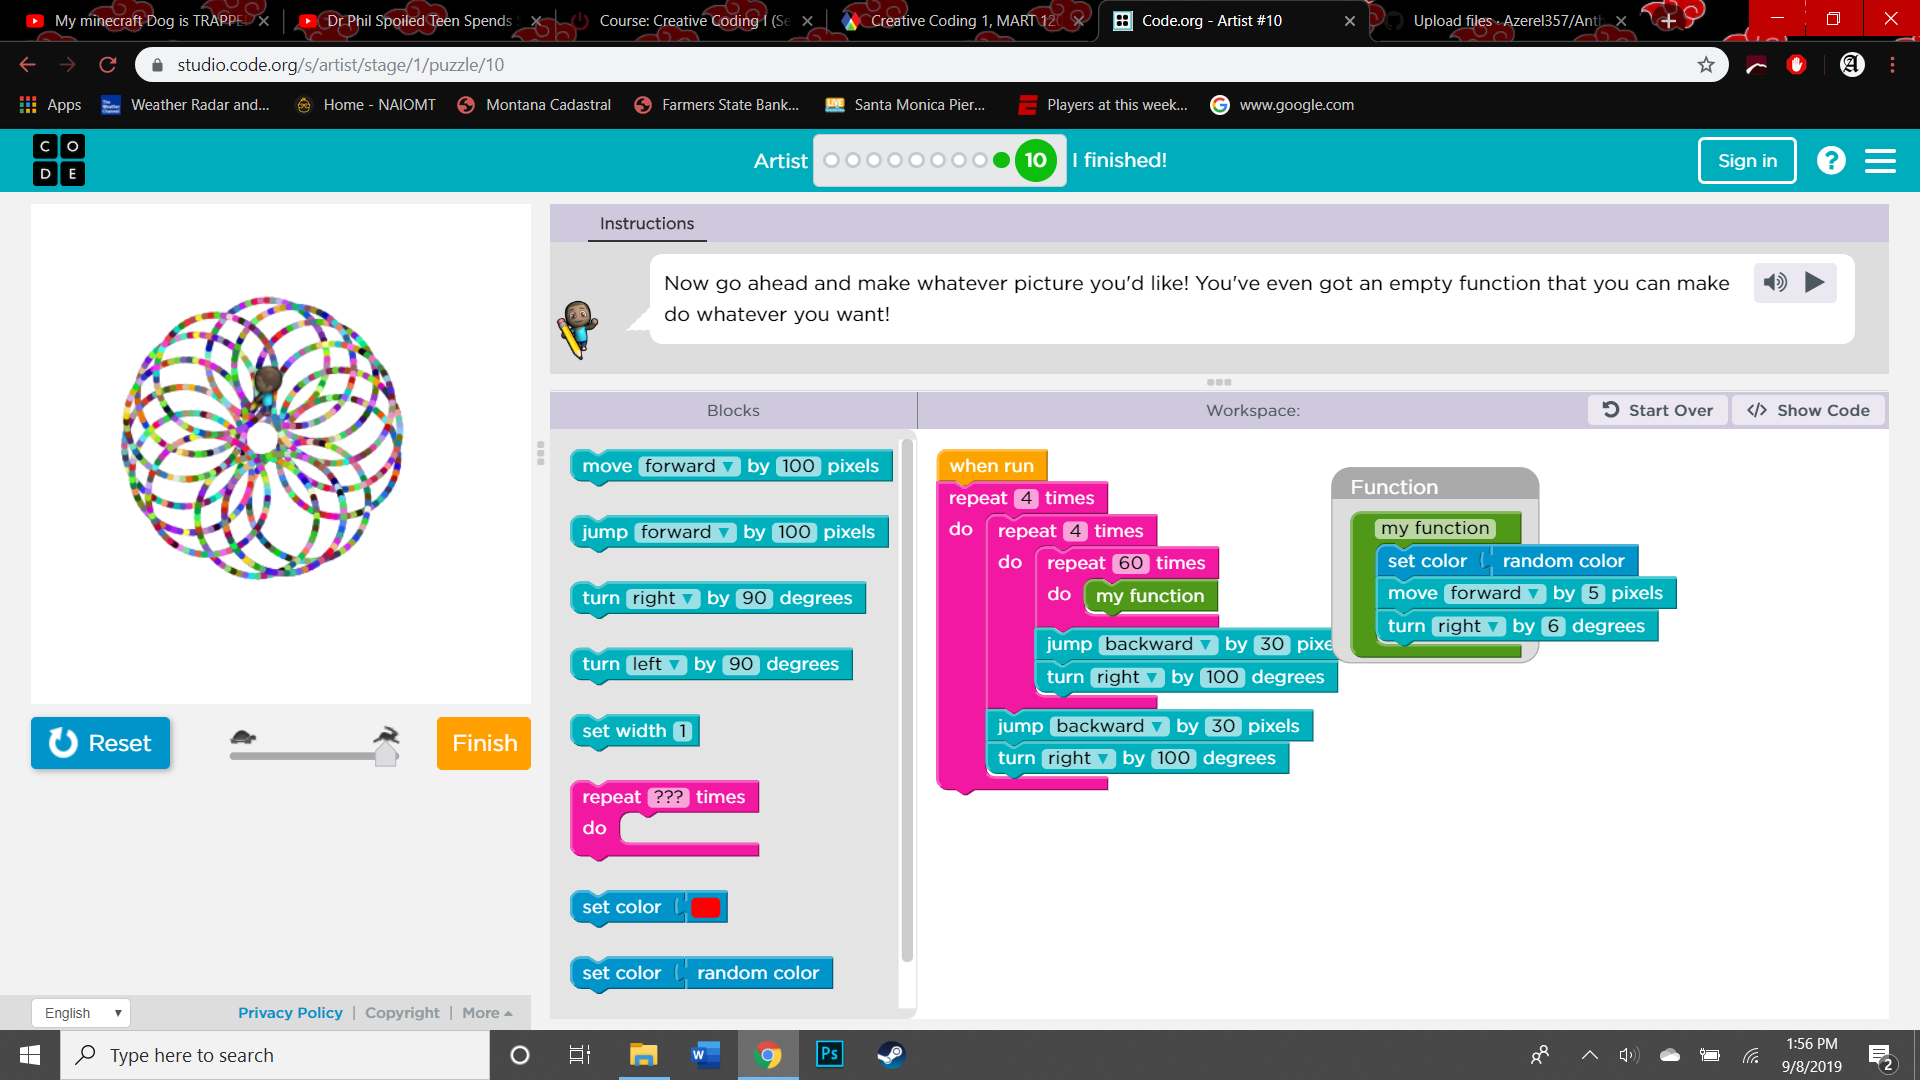 My minecraft Dog is TRAPPE
Dr Phil Spoiled Teen Spends
Course: Creative Coding I (Se
Creative Coding 1, MART 120
Code.org - Artist #10
Upload files · Azerel357/Anth
studio.code.org/s/artist/stage/1/puzzle/10
Apps
Weather Radar and...
Home - NAIOMT
Montana Cadastral
Farmers State Bank...
LIVE
Santa Monica Pier...
Players at this week...
www.google.com
C O
D E
Artist
10
I finished!
Sign in
?
Instructions
Now go ahead and make whatever picture you'd like! You've even got an empty function that you can make
do whatever you want!
Blocks
Workspace:
Start Over
</> Show Code
move forward ▼ by 100 pixels
jump forward ▼ by 100 pixels
turn right ▼ by 90 degrees
turn left ▼ by 90 degrees
set width 1
repeat ??? times
do
set color
set color random color
when run
repeat 4 times
do repeat 4 times
do repeat 60 times
do my function
jump backward ▼ by 30 pixe
turn right ▼ by 100 degrees
jump backward ▼ by 30 pixels
turn right ▼ by 100 degrees
Function
my function
set color random color
move forward ▼ by 5 pixels
turn right ▼ by 6 degrees
Reset
Finish
English ▼
Privacy Policy | Copyright | More
Type here to search
W
Ps
1:56 PM
9/8/2019
2